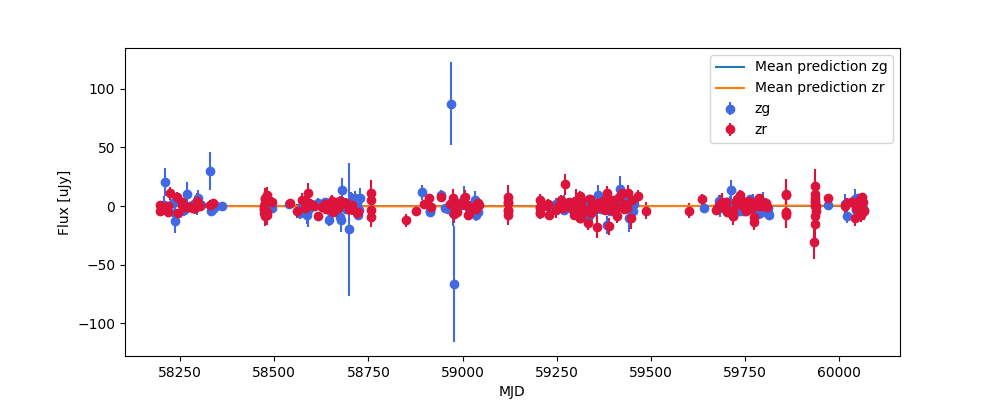 Mean prediction zg
Mean prediction zr
zg
zr
100
50
0
−50
−100
Flux [uJy]
58250
58500
58750
59000
59250
59500
59750
60000
MJD